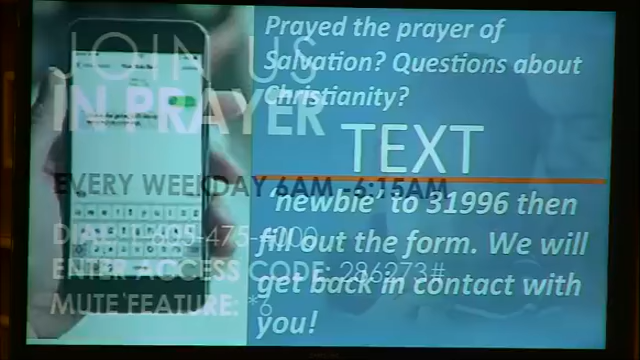 JOIN US
IN PRAYER
EVERY WEEKDAY 6AM -6:15AM
ENTER ACCESS CODE: 286273#
MUTE FEATURE: *6
Prayed the prayer of
Salvation? Questions about
Christianity?
TEXT
"newbie" to 31996 then
fill out the form. We will
get back in contact with
you!